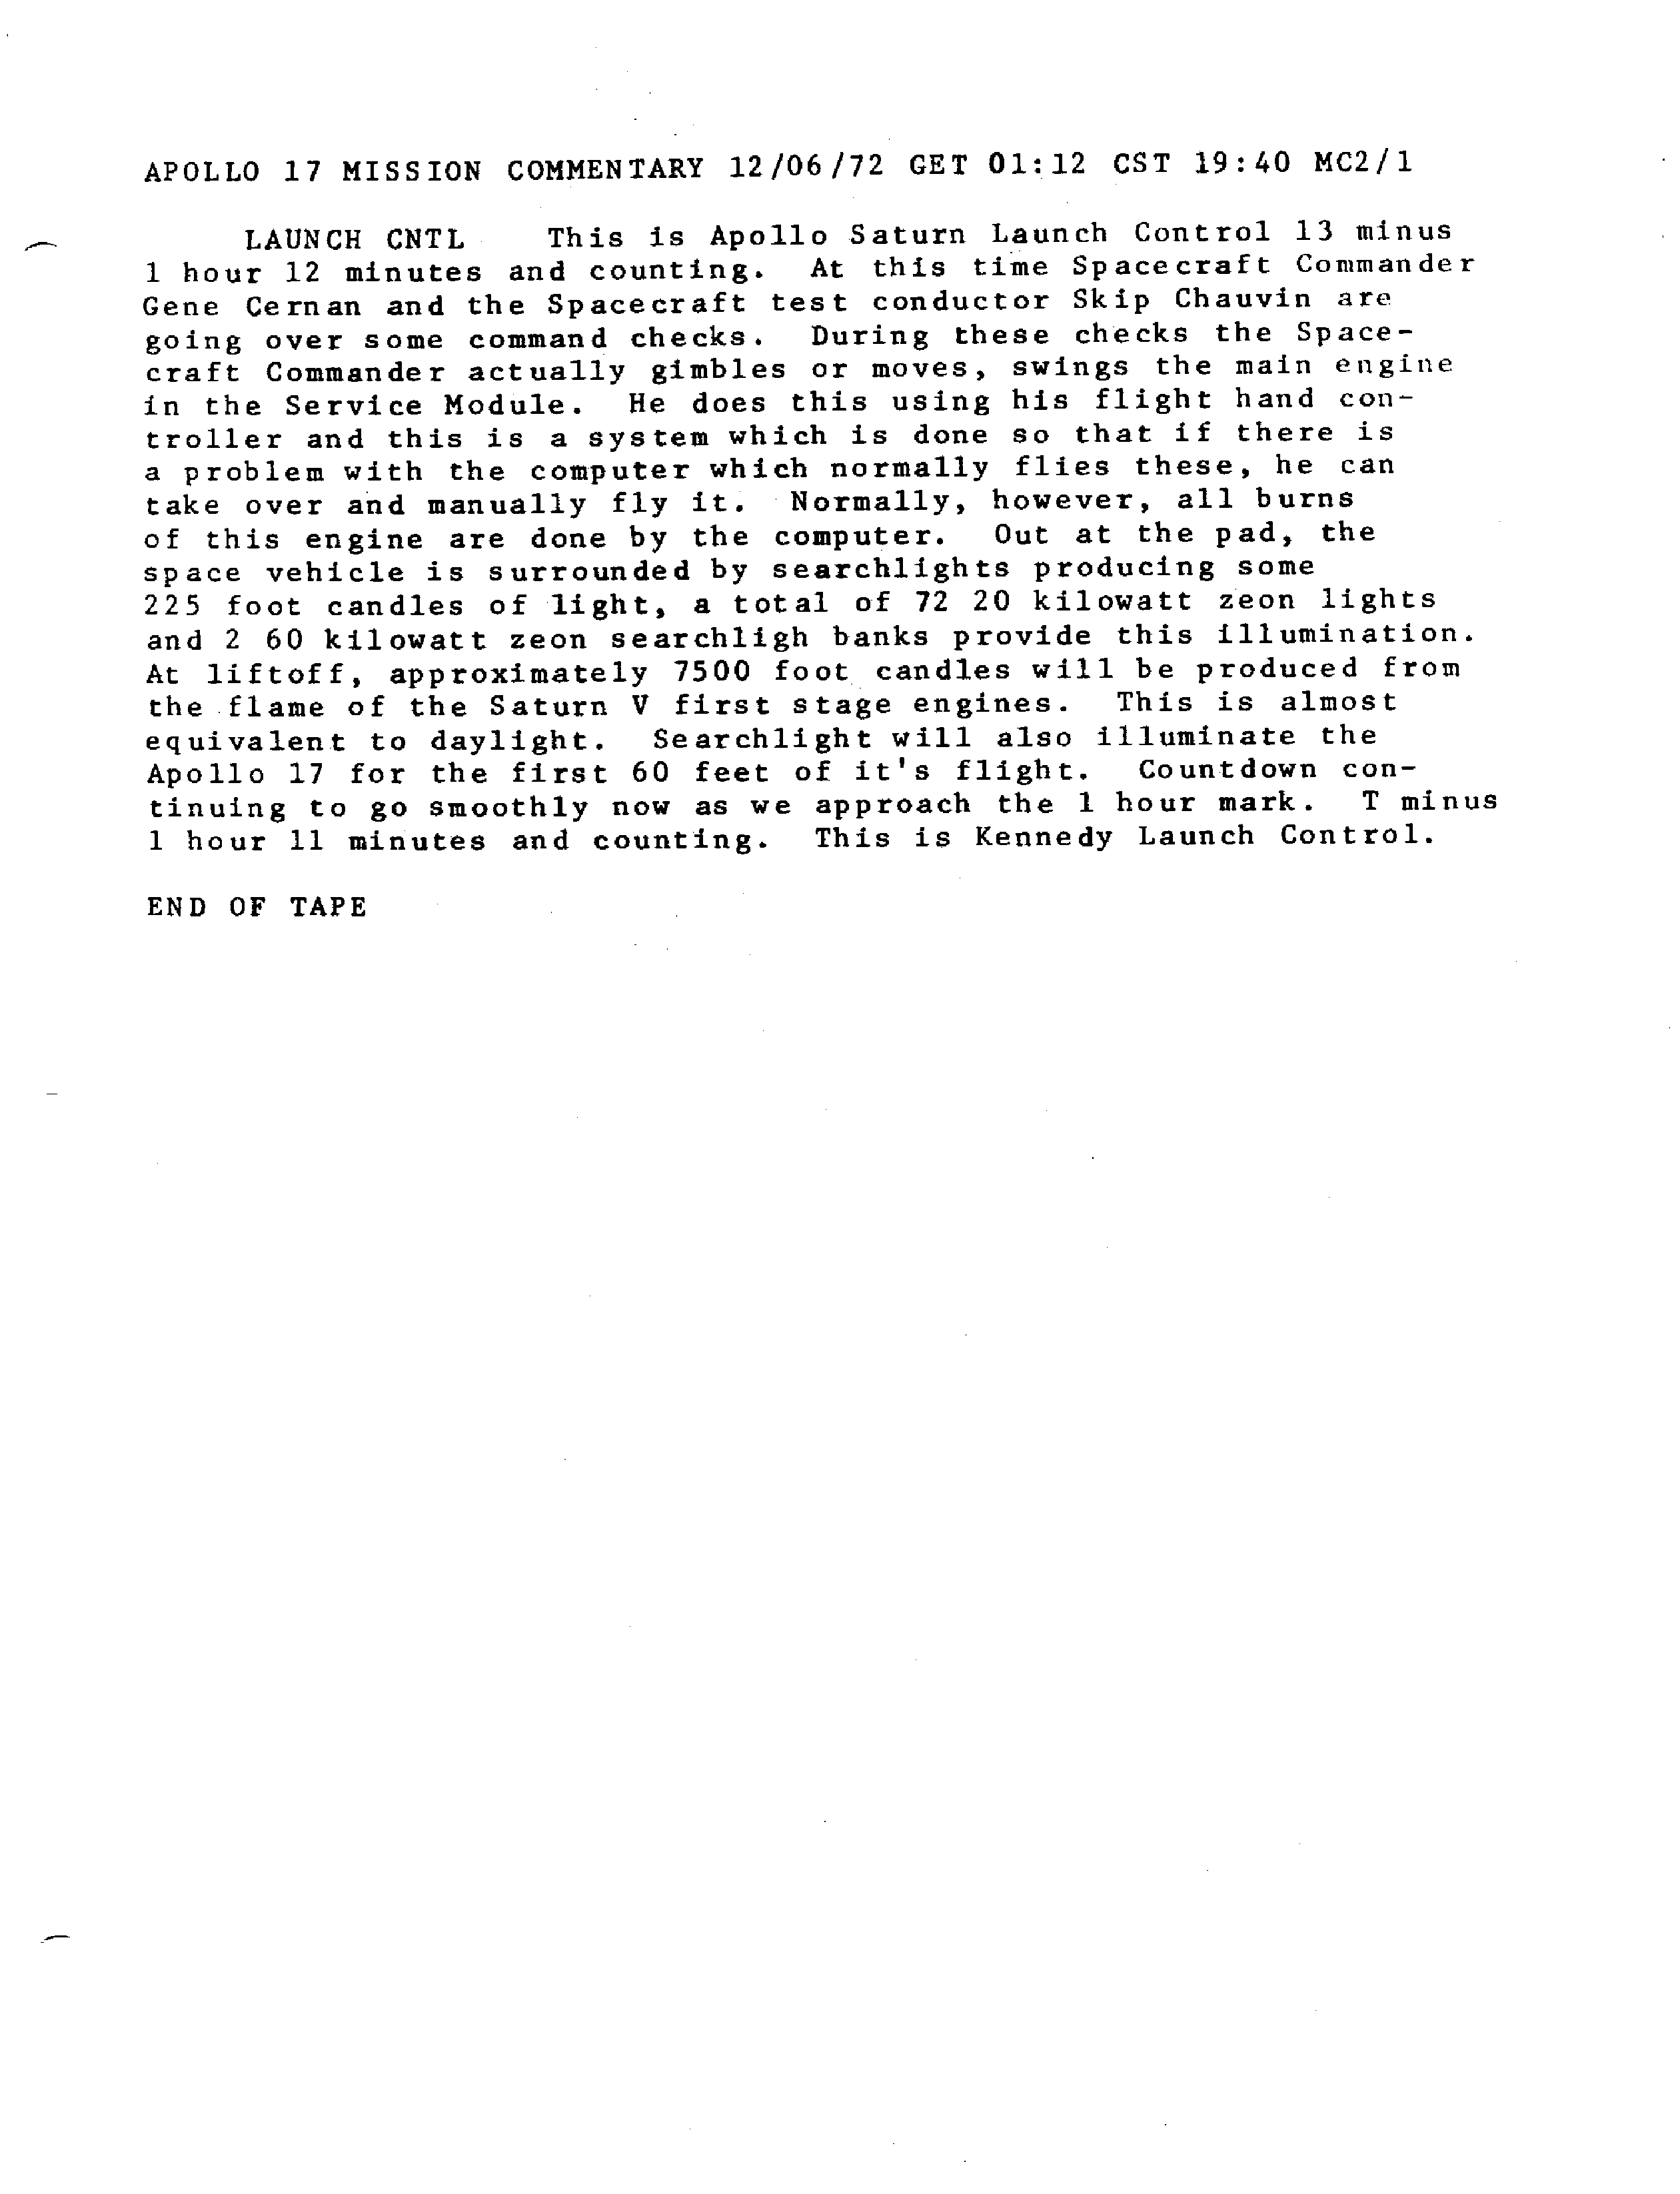 APOLLO 17 MISSION COMMENTARY 12/06/72 GET 01:12 CST 19:40 MC2/1
LAUNCH CNTL This is Apollo Saturn Launch Control 13 minus
1 hour 12 minutes and counting. At this time Spacecraft Commander
Gene Cernan and the Spacecraft test conductor Skip Chauvin are
going over some command checks. During these checks the Space-
craft Commander actually gimbles or moves, swings the main engine
in the Service Module. He does this using his flight hand con-
troller and this is a system which is done so that if there is
a problem with the computer which normally flies these, he can
take over and manually fly it. Normally, however, all burns
of this engine are done by the computer. Out at the pad, the
space vehicle is surrounded by searchlights producing some
225 foot candles of light, a total of 72 20 kilowatt zeon lights
and 2 60 kilowatt zeon searchligh banks provide this illumination.
At liftoff, approximately 7500 foot candles will be produced from
the flame of the Saturn V first stage engines. This is almost
equivalent to daylight. Searchlight will also illuminate the
Apollo 17 for the first 60 feet of it's flight. Countdown con-
tinuing to go smoothly now as we approach the 1 hour mark. T minus
1 hour 11 minutes and counting. This is Kennedy Launch Control.
END OF TAPE